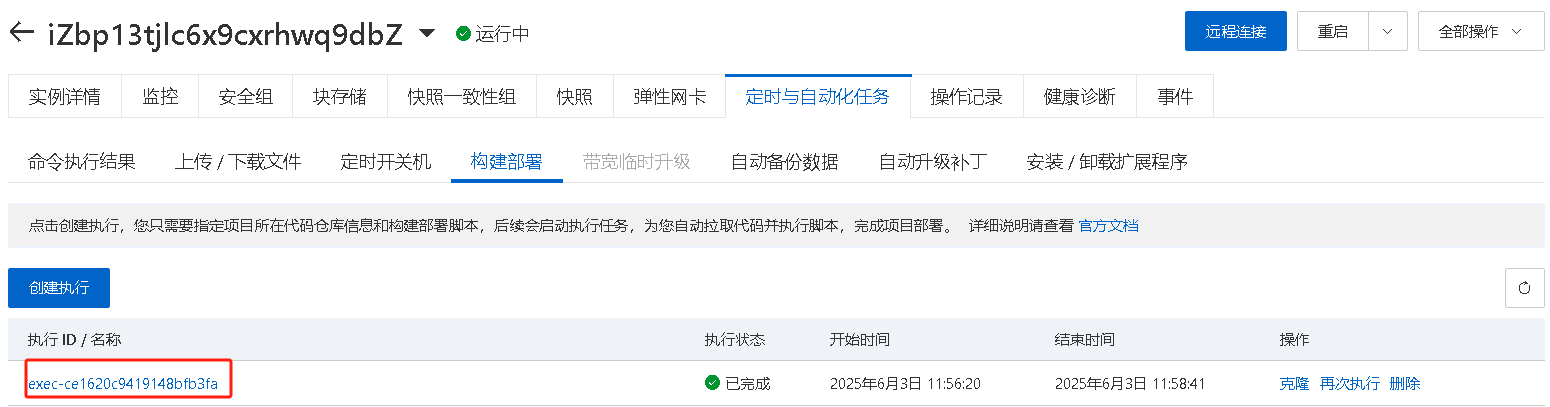 iZbp13tjlc6x9cxrhwq9dbZ 运行中 远程连接 重启 全部操作
实例详情 监控 安全组 块存储 快照一致性组 快照 弹性网卡 定时与自动化任务 操作记录 健康诊断 事件
命令执行结果 上传 / 下载文件 定时开关机 构建部署 带宽临时升级 自动备份数据 自动升级补丁 安装 / 卸载扩展程序
点击创建执行，您只需要指定项目所在代码仓库信息和构建部署脚本，后续会启动执行任务，为您自动拉取代码并执行脚本，完成项目部署。 详细说明请查看 官方文档
创建执行
执行 ID / 名称 执行状态 开始时间 结束时间 操作
exec-ce1620c9419148bfb3fa 已完成 2025年6月3日 11:56:20 2025年6月3日 11:58:41 克隆 再次执行 删除